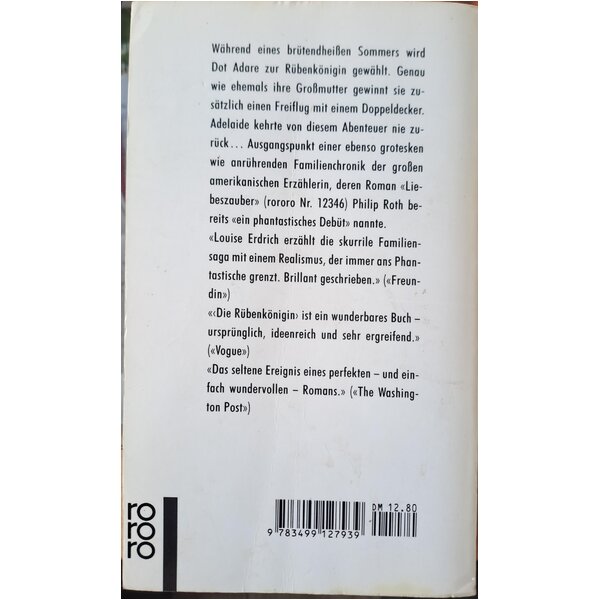 Während eines brütendheißen Sommers wird
Dot Adare zur Rübenkönigin gewählt. Genau
wie ehemals ihre Großmutter gewinnt sie zu-
sätzlich einen Freiflug mit einem Doppeldecker.
Adelaide kehrte von diesem Abenteuer nie zu-
rück... Ausgangspunkt einer ebenso grotesken
wie anrührenden Familienchronik der großen
amerikanischen Erzählerin, deren Roman «Lie-
beszauber» (rororo Nr. 12346) Philip Roth be-
reits «ein phantastisches Debüt» nannte.
«Louise Erdrich erzählt die skurrile Familien-
saga mit einem Realismus, der immer ans Phan-
tastische grenzt. Brillant geschrieben.» («Freun-
din»)
«‹Die Rübenkönigin› ist ein wunderbares Buch –
ursprünglich, ideenreich und sehr ergreifend.»
(«Vogue»)
«Das seltene Ereignis eines perfekten – und ein-
fach wundervollen – Romans.» («The Washing-
ton Post»)
ro
ro
ro
DM 12.80
9 783499 127939